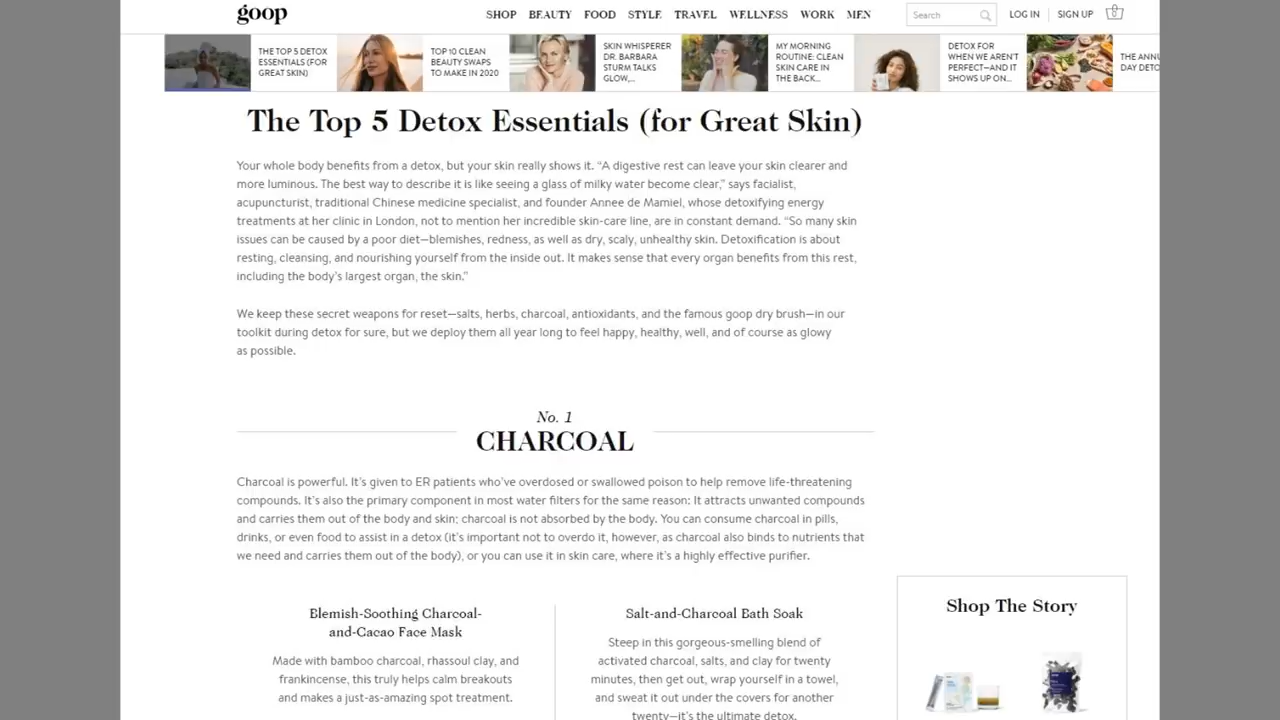 goop
SHOP BEAUTY FOOD STYLE TRAVEL WELLNESS WORK MEN
Search
LOG IN
SIGN UP
0
THE TOP 5 DETOX
ESSENTIALS (FOR
GREAT SKIN)
TOP 10 CLEAN
BEAUTY SWAPS
TO MAKE IN 2020
SKIN WHISPERER
DR. BARBARA
STURM TALKS
GLOW,...
MY MORNING
ROUTINE: CLEAN
SKIN CARE IN
THE BACK...
DETOX FOR
WHEN WE AREN'T
PERFECT—AND IT
SHOWS UP ON...
THE ANNU
DAY DETO
The Top 5 Detox Essentials (for Great Skin)
Your whole body benefits from a detox, but your skin really shows it. “A digestive rest can leave your skin clearer and
more luminous. The best way to describe it is like seeing a glass of milky water become clear,” says facialist,
acupuncturist, traditional Chinese medicine specialist, and founder Annee de Mamiel, whose detoxifying energy
treatments at her clinic in London, not to mention her incredible skin-care line, are in constant demand. “So many skin
issues can be caused by a poor diet—blemishes, redness, as well as dry, scaly, unhealthy skin. Detoxification is about
resting, cleansing, and nourishing yourself from the inside out. It makes sense that every organ benefits from this rest,
including the body’s largest organ, the skin.”
We keep these secret weapons for reset—salts, herbs, charcoal, antioxidants, and the famous goop dry brush—in our
toolkit during detox for sure, but we deploy them all year long to feel happy, healthy, well, and of course as glowy
as possible.
No. 1
CHARCOAL
Charcoal is powerful. It’s given to ER patients who’ve overdosed or swallowed poison to help remove life-threatening
compounds. It’s also the primary component in most water filters for the same reason: It attracts unwanted compounds
and carries them out of the body and skin; charcoal is not absorbed by the body. You can consume charcoal in pills,
drinks, or even food to assist in a detox (it’s important not to overdo it, however, as charcoal also binds to nutrients that
we need and carries them out of the body), or you can use it in skin care, where it’s a highly effective purifier.
Blemish-Soothing Charcoal-
and-Cacao Face Mask
Made with bamboo charcoal, rhassoul clay, and
frankincense, this truly helps calm breakouts
and makes a just-as-amazing spot treatment.
Salt-and-Charcoal Bath Soak
Steep in this gorgeous-smelling blend of
activated charcoal, salts, and clay for twenty
minutes, then get out, wrap yourself in a towel,
and sweat it out under the covers for another
twenty—it’s the ultimate detox.
Shop The Story